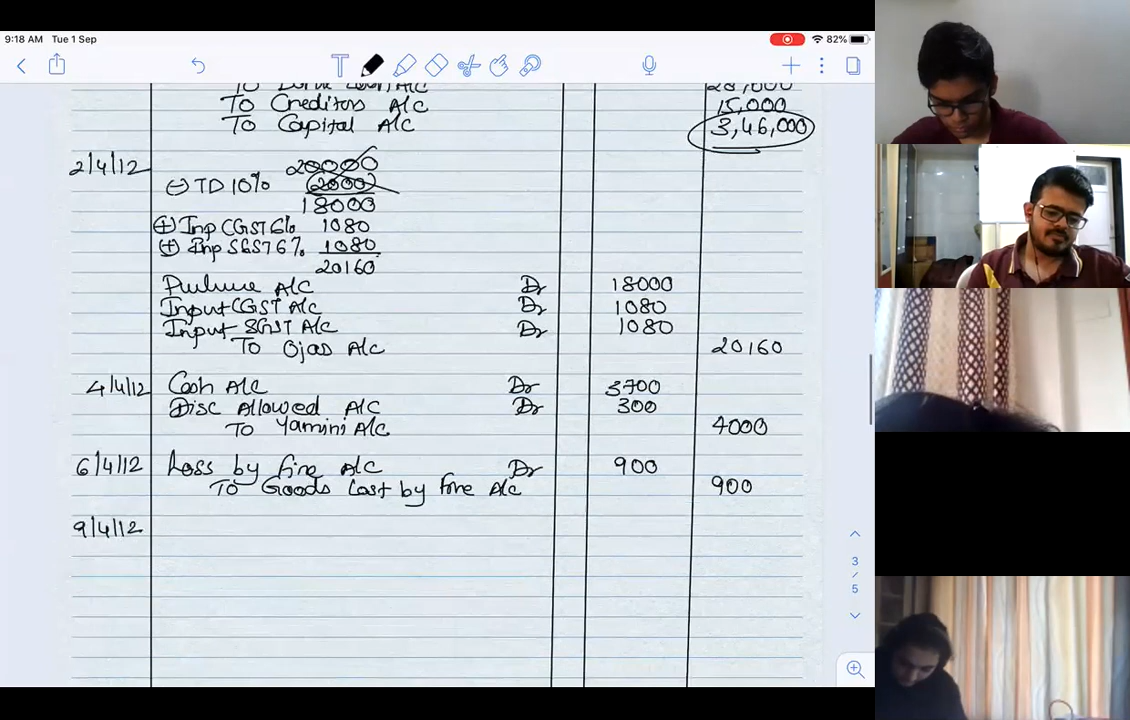 9:18 AM Tue 1 Sep
82%
To Creditors A/c 15,000
To Capital A/c 3,46,000
2/4/12 20000
(-) TD 10% (2000)
18000
(+) Inp CGST 6% 1080
(+) Inp SGST 6% 1080
20160
A/c Dr 18000
Input CGST A/c Dr 1080
Input SGST A/c Dr 1080
To Ojas A/c 20160
4/4/12 Cash A/c Dr 3700
Disc Allowed A/c Dr 300
To Yamini A/c 4000
6/4/12 Loss by fire A/c Dr 900
To Goods Lost by fire A/c 900
9/4/12
3
/
5